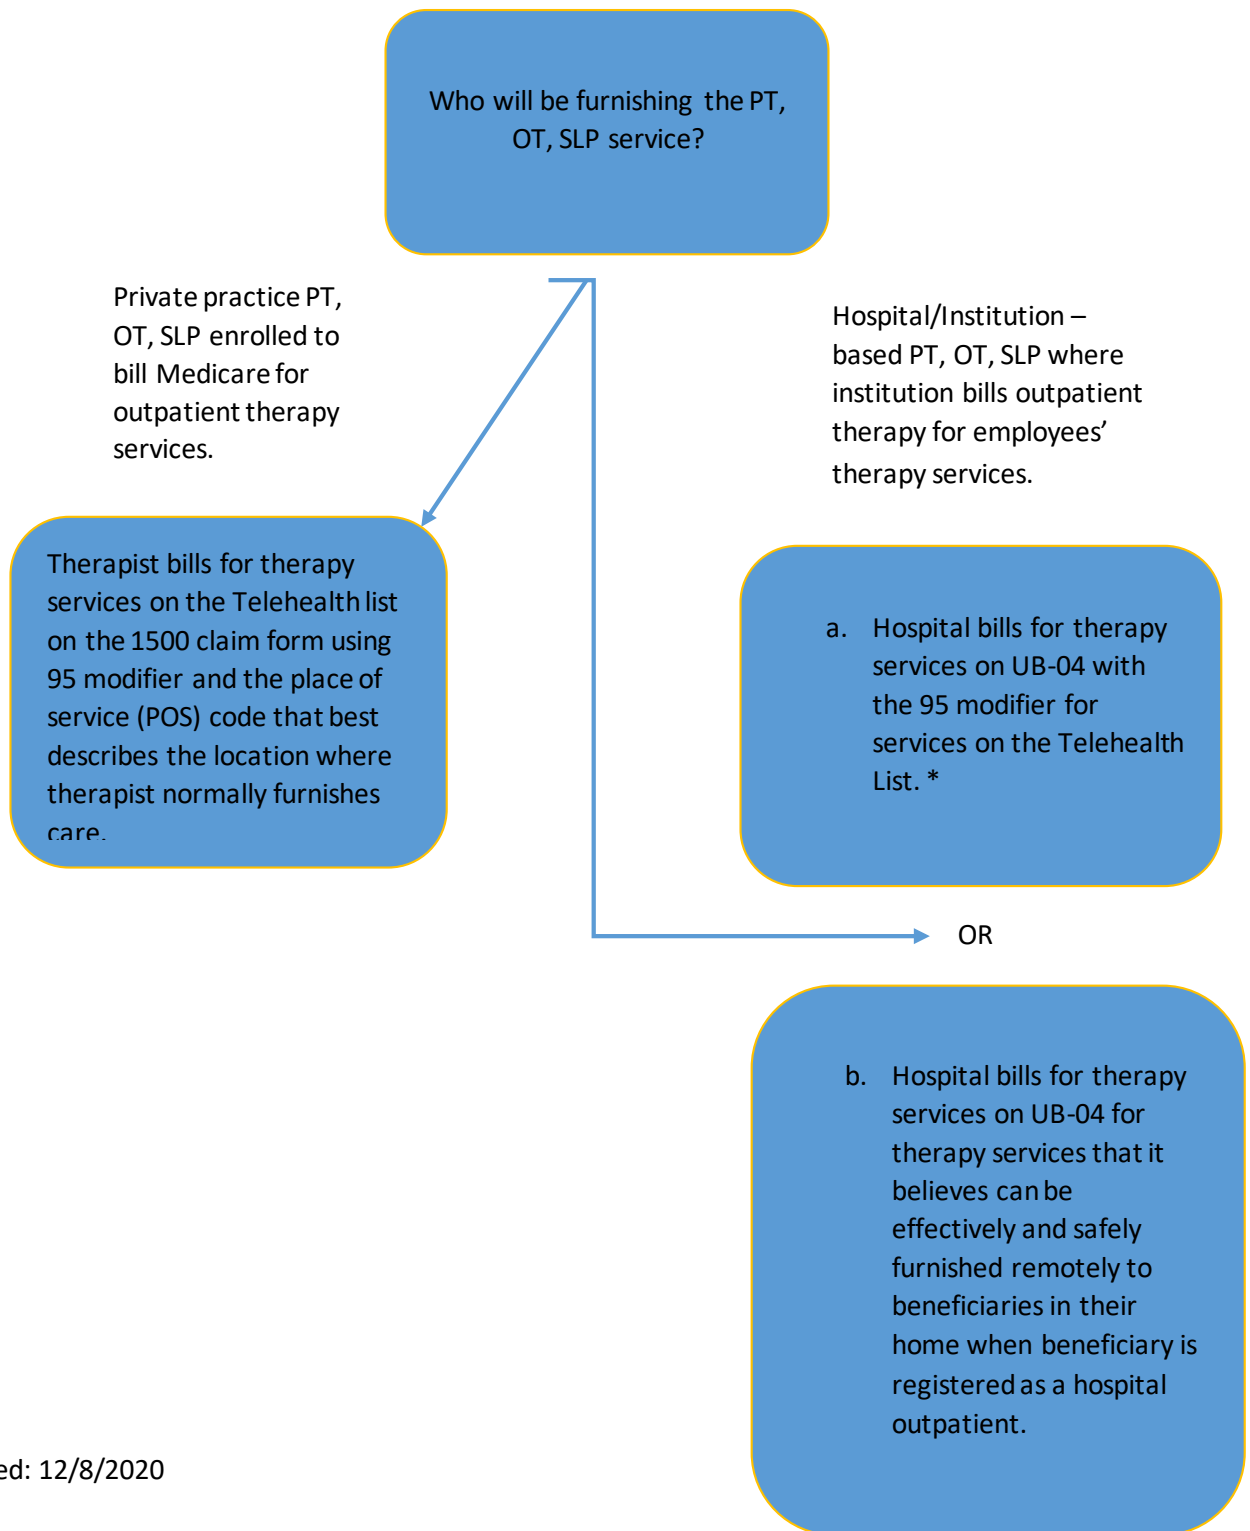 Who will be furnishing the PT,
OT, SLP service?
Private practice PT,
OT, SLP enrolled to
bill Medicare for
outpatient therapy
services.
Hospital/Institution –
based PT, OT, SLP where
institution bills outpatient
therapy for employees’
therapy services.
Therapist bills for therapy
services on the Telehealth list
on the 1500 claim form using
95 modifier and the place of
service (POS) code that best
describes the location where
therapist normally furnishes
care.
a. Hospital bills for therapy
services on UB-04 with
the 95 modifier for
services on the Telehealth
List. *
OR
b. Hospital bills for therapy
services on UB-04 for
therapy services that it
believes can be
effectively and safely
furnished remotely to
beneficiaries in their
home when beneficiary is
registered as a hospital
outpatient.
ed: 12/8/2020